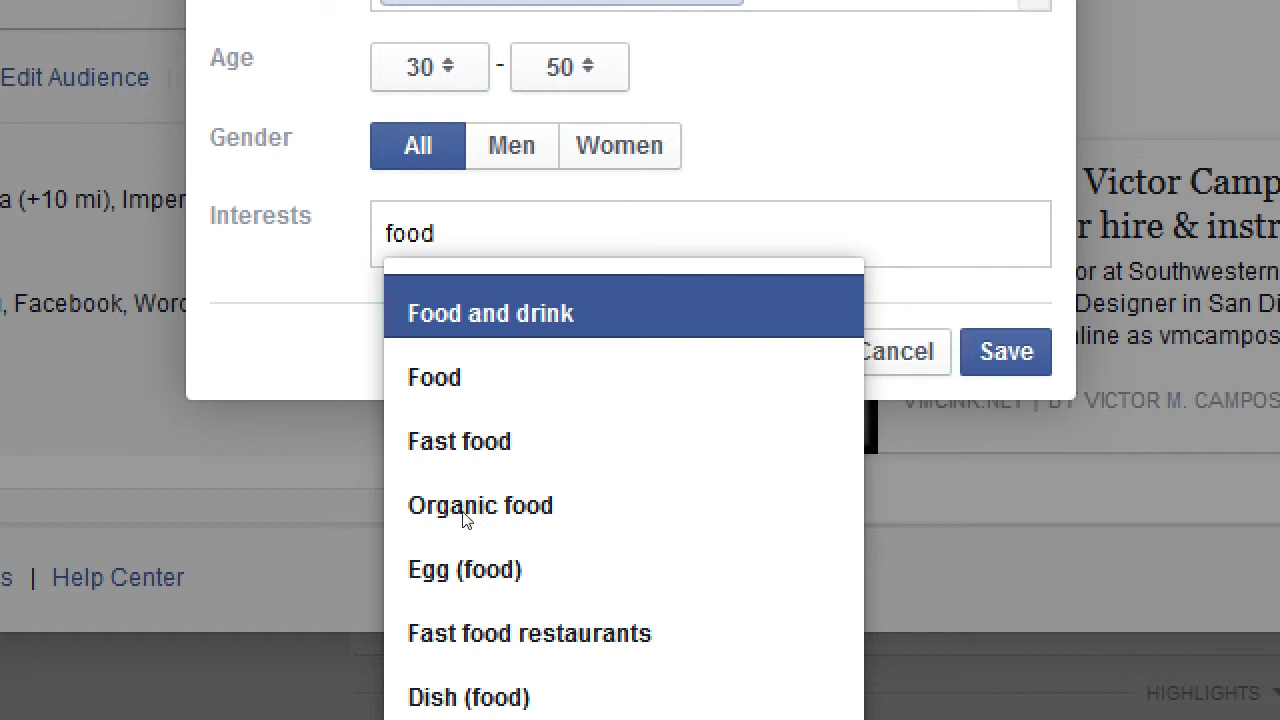 Age
30 - 50
Edit Audience
Gender
All Men Women
a (+10 mi), Imper
Victor Camp
Interests
food
r hire & instr
or at Southwestern
, Facebook, Word
Designer in San Di
Food and drink
nline as vmcampos
Cancel Save
Food
VMCINK.NET | BY VICTOR M. CAMPOS
Fast food
Organic food
Egg (food)
s | Help Center
Fast food restaurants
Dish (food)
HIGHLIGHTS